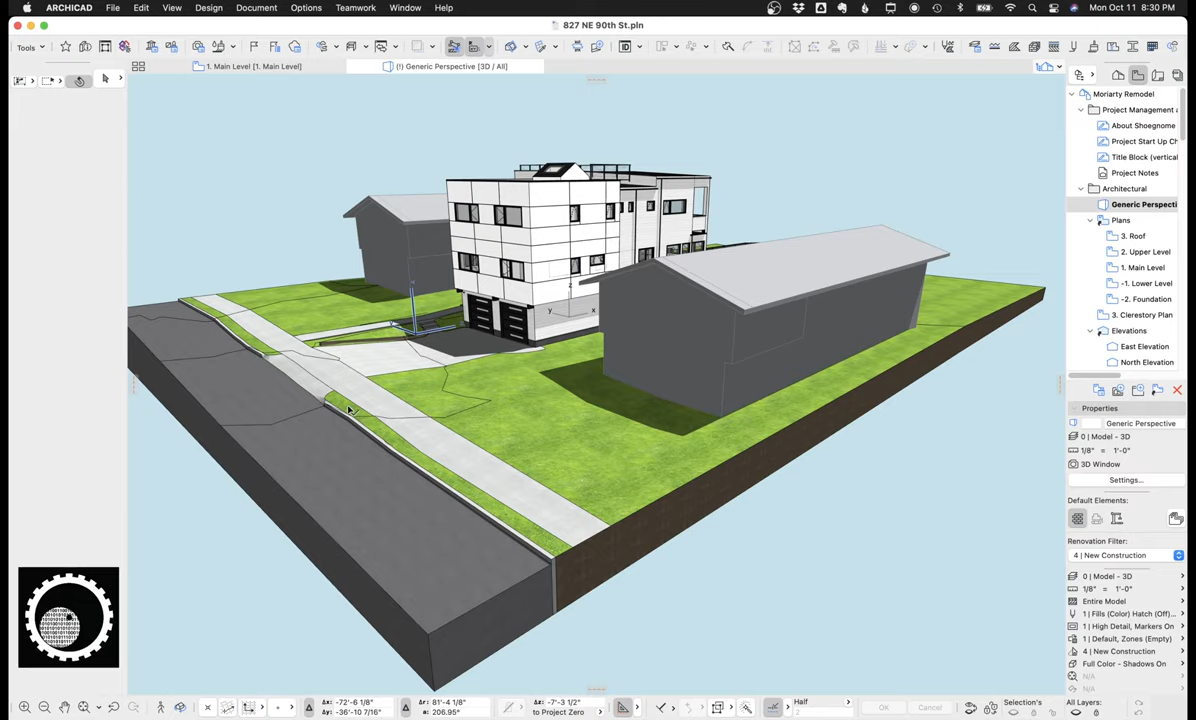 ARCHICAD File Edit View Design Document Options Teamwork Window Help
Mon Oct 11 8:30 PM
827 NE 90th St.pln
Tools
1. Main Level [1. Main Level]
(!) Generic Perspective [3D / All]
Moriarty Remodel
Project Management a
About Shoegnome
Project Start Up Ch
Title Block (vertical
Project Notes
Architectural
Generic Perspecti
Plans
3. Roof
2. Upper Level
1. Main Level
-1. Lower Level
-2. Foundation
3. Clerestory Plan
Elevations
East Elevation
North Elevation
z
y
x
Properties
Generic Perspective
0 | Model - 3D
1/8" = 1'-0"
3D Window
Settings...
Default Elements:
Renovation Filter:
4 | New Construction
0 | Model - 3D
1/8" = 1'-0"
Entire Model
1 | Fills (Color) Hatch (Off)...
1 | High Detail, Markers On
1 | Default, Zones (Empty)
4 | New Construction
Full Color - Shadows On
N/A
N/A
Δx: -72'-6 1/8"
Δy: -36'-10 7/16"
Δr: 81'-4 1/8"
a: 206.95°
Δz: -7'-3 1/2"
to Project Zero
Half
2
OK
Cancel
Selection's
All Layers: